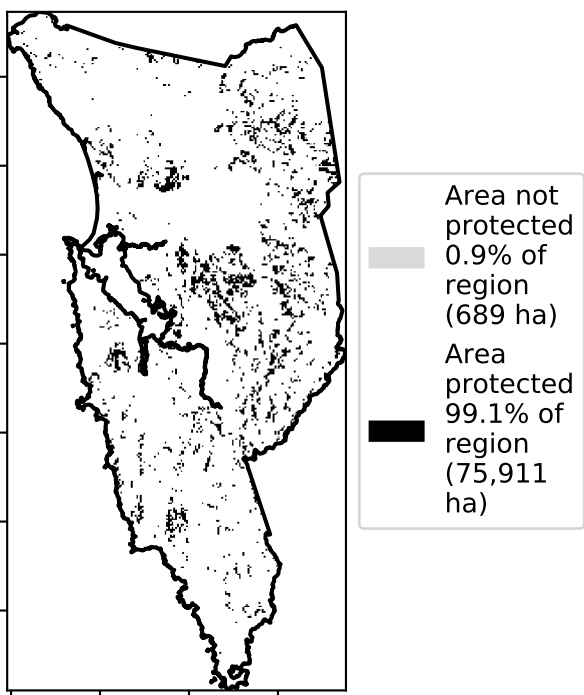 Area not
protected
0.9% of
region
(689 ha)
Area
protected
99.1% of
region
(75,911
ha)